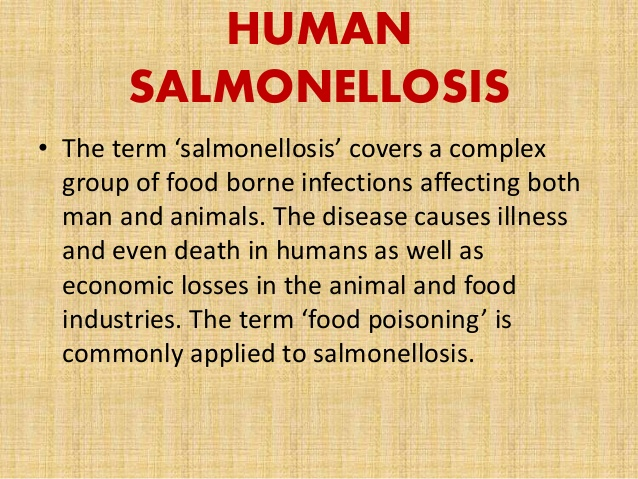 HUMAN
SALMONELLOSIS
• The term ‘salmonellosis’ covers a complex
group of food borne infections affecting both
man and animals. The disease causes illness
and even death in humans as well as
economic losses in the animal and food
industries. The term ‘food poisoning’ is
commonly applied to salmonellosis.